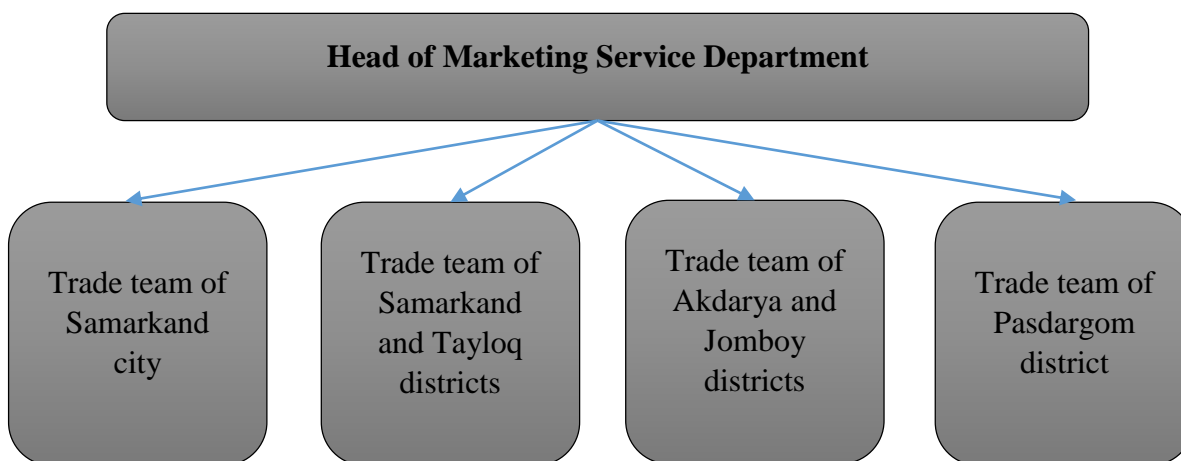 Head of Marketing Service Department
Trade team of
Samarkand
city
Trade team of
Samarkand
and Tayloq
districts
Trade team of
Akdarya and
Jomboy
districts
Trade team of
Pasdargom
district